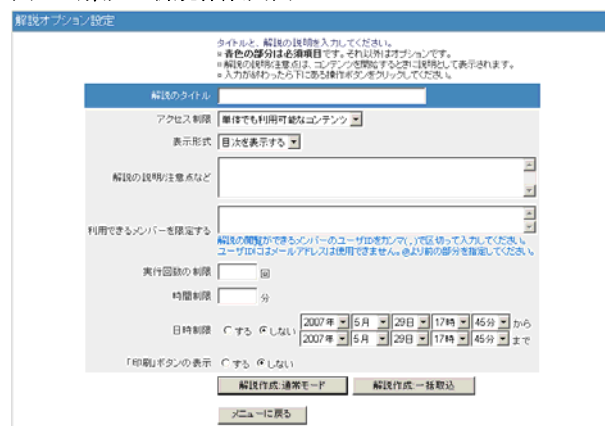 解説オプション設定
タイトルと、解説の説明を入力してください。
青色の部分は必須項目です。それ以外はオプションです。
解説の説明/注意点は、コンテンツを開始するときに説明として表示されます。
入力が終わったら下にある操作ボタンをクリックしてください。
解説のタイトル
アクセス制限 単体でも利用可能なコンテンツ
表示形式 目次を表示する
解説の説明/注意点など
利用できるメンバーを限定する
解説の閲覧ができるメンバーのユーザIDをカンマ(,)で区切って入力してください。
ユーザIDにはメールアドレスは使用できません。@より前の部分を指定してください。
実行回数の制限 回
時間制限 分
日時制限 する しない 2007年 5月 29日 17時 45分 から
2007年 5月 29日 17時 45分 まで
「印刷」ボタンの表示 する しない
解説作成:通常モード 解説作成:一括取込
メニューに戻る